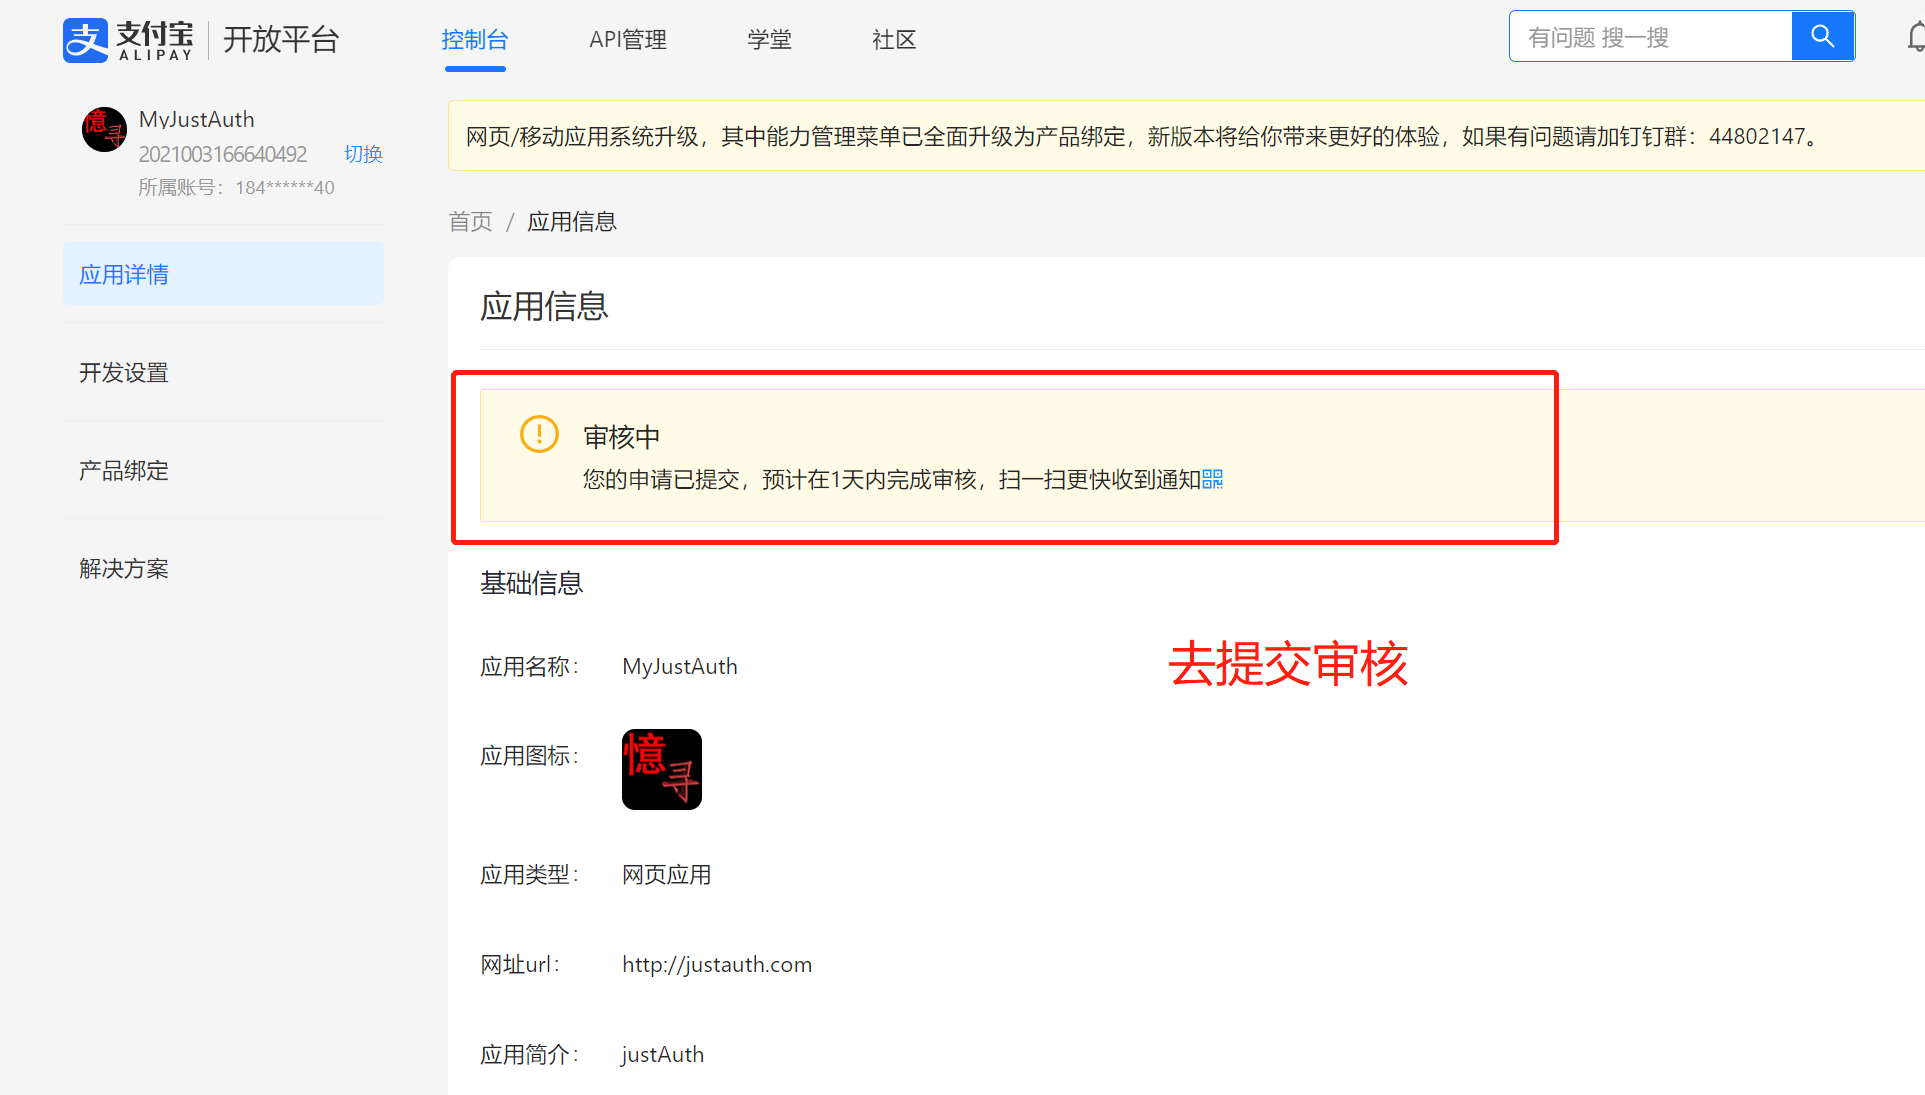 支付宝 ALIPAY 开放平台 控制台 API管理 学堂 社区 有问题 搜一搜
MyJustAuth
2021003166640492 切换
所属账号：184******40
网页/移动应用系统升级，其中能力管理菜单已全面升级为产品绑定，新版本将给你带来更好的体验，如果有问题请加钉钉群：44802147。
首页 / 应用信息
应用详情
开发设置
产品绑定
解决方案
应用信息
审核中
您的申请已提交，预计在1天内完成审核，扫一扫更快收到通知
基础信息
应用名称： MyJustAuth
去提交审核
应用图标： 憶寻
应用类型： 网页应用
网址url： http://justauth.com
应用简介： justAuth